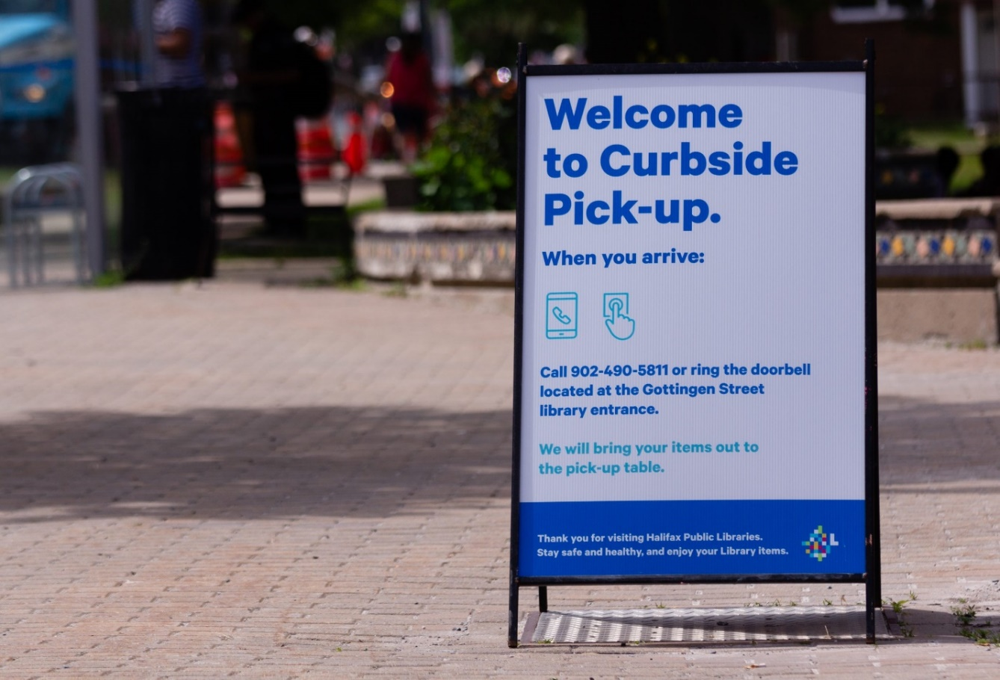 Welcome
to Curbside
Pick-up.
When you arrive:
Call 902-490-5811 or ring the doorbell
located at the Gottingen Street
library entrance.
We will bring your items out to
the pick-up table.
Thank you for visiting Halifax Public Libraries.
Stay safe and healthy, and enjoy your Library items.
L